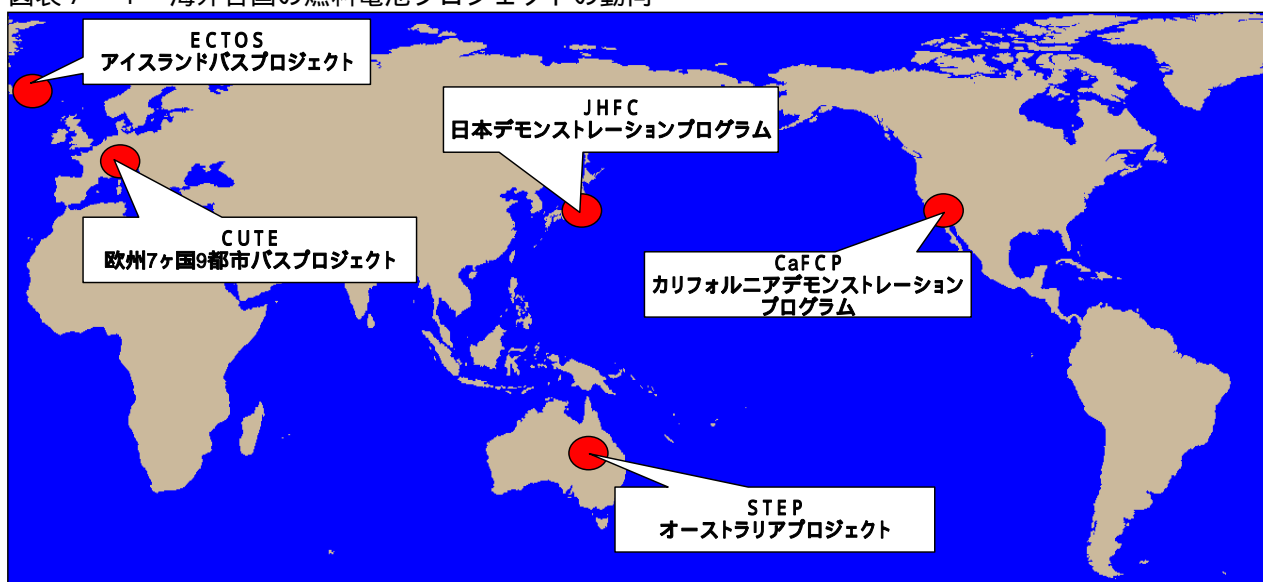 ECTOS
アイスランドバスプロジェクト
JHFC
日本デモンストレーションプログラム
CUTE
欧州7ヶ国9都市バスプロジェクト
CaFCP
カリフォルニアデモンストレーション
プログラム
STEP
オーストラリアプロジェクト